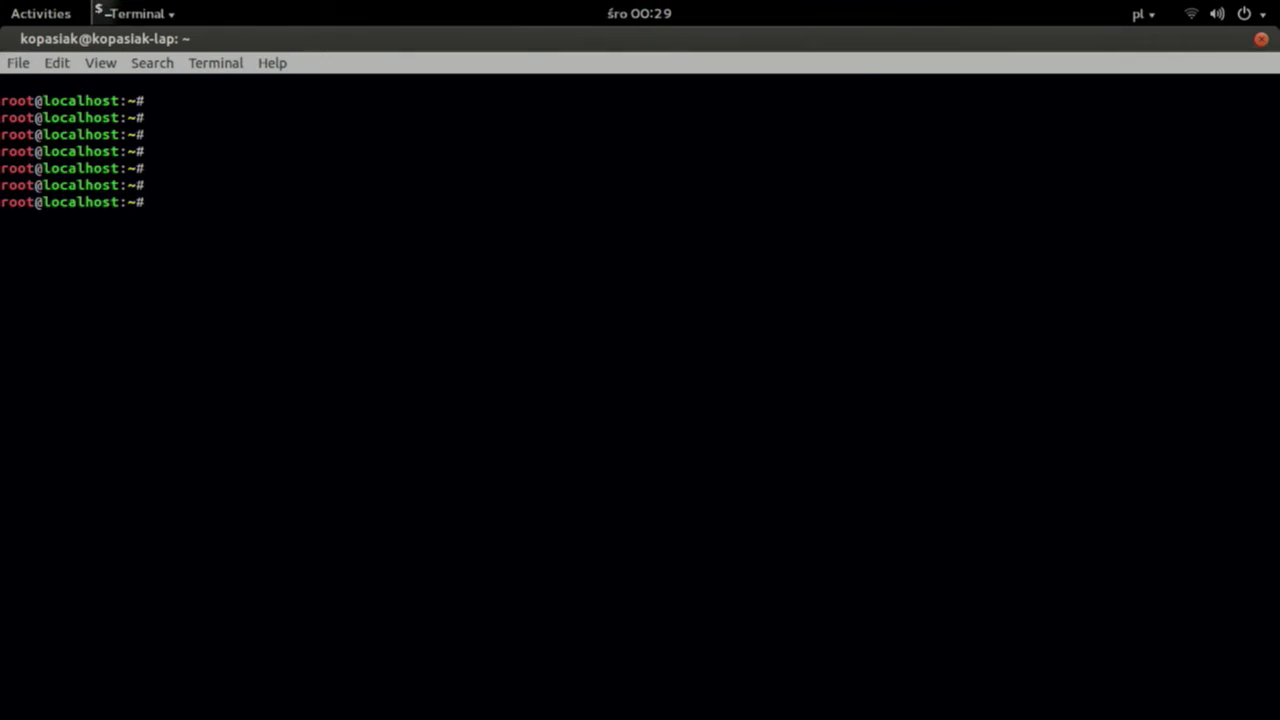 Activities $_Terminal śro 00:29 pl
kopasiak@kopasiak-lap: ~
File Edit View Search Terminal Help
root@localhost:~#
root@localhost:~#
root@localhost:~#
root@localhost:~#
root@localhost:~#
root@localhost:~#
root@localhost:~#